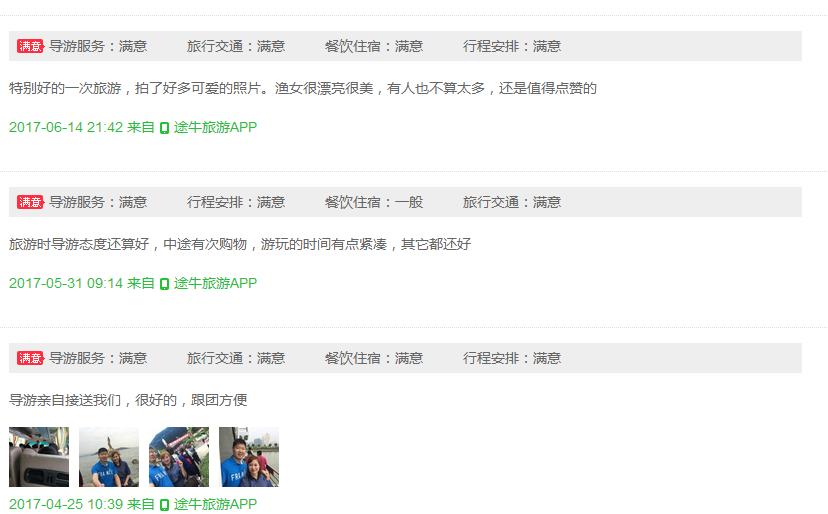 满意 导游服务：满意 旅行交通：满意 餐饮住宿：满意 行程安排：满意
特别好的一次旅游，拍了好多可爱的照片。渔女很漂亮很美，有人也不算太多，还是值得点赞的
2017-06-14 21:42 来自 途牛旅游APP
满意 导游服务：满意 行程安排：满意 餐饮住宿：一般 旅行交通：满意
旅游时导游态度还算好，中途有次购物，游玩的时间有点紧凑，其它都还好
2017-05-31 09:14 来自 途牛旅游APP
满意 导游服务：满意 旅行交通：满意 餐饮住宿：满意 行程安排：满意
导游亲自接送我们，很好的，跟团方便
2017-04-25 10:39 来自 途牛旅游APP